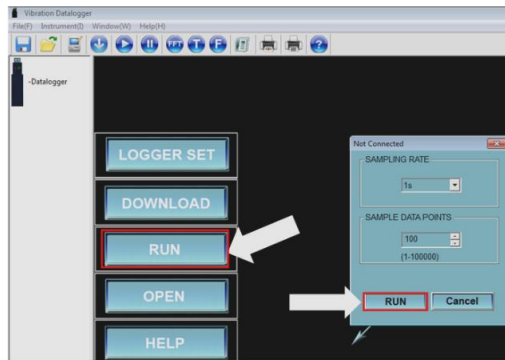 Vibration Datalogger
File(F) Instrument(I) Window(W) Help(H)
FFT T F ?
-Datalogger
LOGGER SET
DOWNLOAD
RUN
OPEN
HELP
Not Connected
SAMPLING RATE
1s
SAMPLE DATA POINTS
100
(1-100000)
RUN Cancel